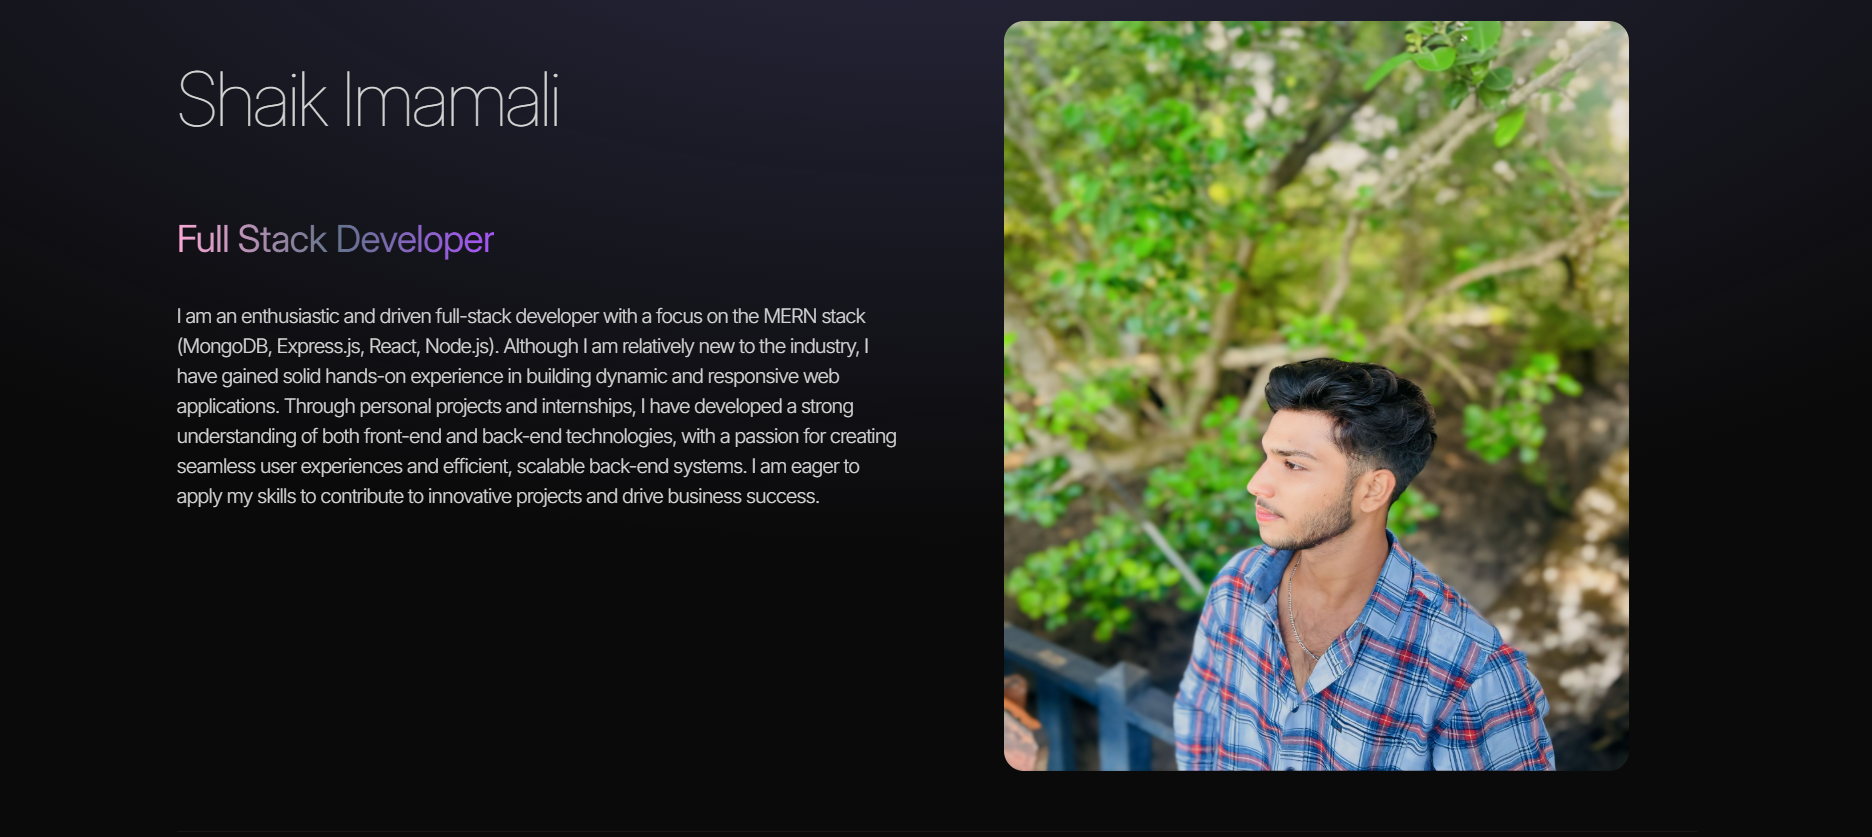 Shaik Imamali
Full Stack Developer
I am an enthusiastic and driven full-stack developer with a focus on the MERN stack
(MongoDB, Express.js, React, Node.js). Although I am relatively new to the industry, I
have gained solid hands-on experience in building dynamic and responsive web
applications. Through personal projects and internships, I have developed a strong
understanding of both front-end and back-end technologies, with a passion for creating
seamless user experiences and efficient, scalable back-end systems. I am eager to
apply my skills to contribute to innovative projects and drive business success.